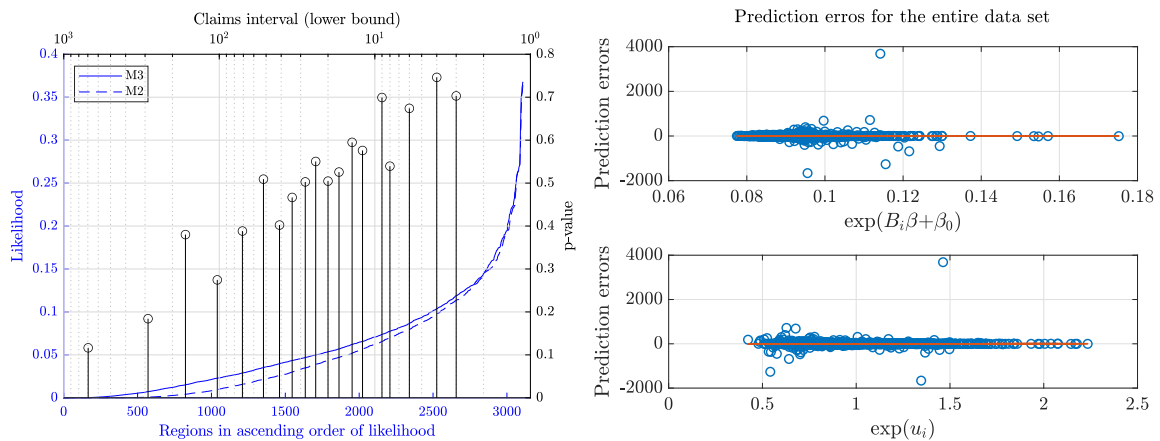 Claims interval (lower bound)
10³ 10² 10¹ 10⁰
0.4 0.8
0.35 0.7
0.3 0.6
0.25 0.5
0.2 0.4
0.15 0.3
0.1 0.2
0.05 0.1
0 0
M3
M2
Likelihood
p-value
0 500 1000 1500 2000 2500 3000
Regions in ascending order of likelihood
Prediction erros for the entire data set
Prediction errors
4000
2000
0
-2000
0.06 0.08 0.1 0.12 0.14 0.16 0.18
exp(Bᵢβ+β₀)
Prediction errors
4000
2000
0
-2000
0 0.5 1 1.5 2 2.5
exp(uᵢ)